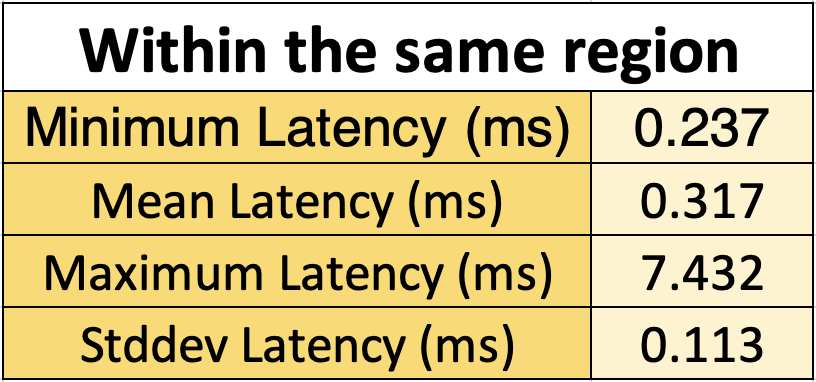 Within the same region
Minimum Latency (ms) 0.237
Mean Latency (ms) 0.317
Maximum Latency (ms) 7.432
Stddev Latency (ms) 0.113